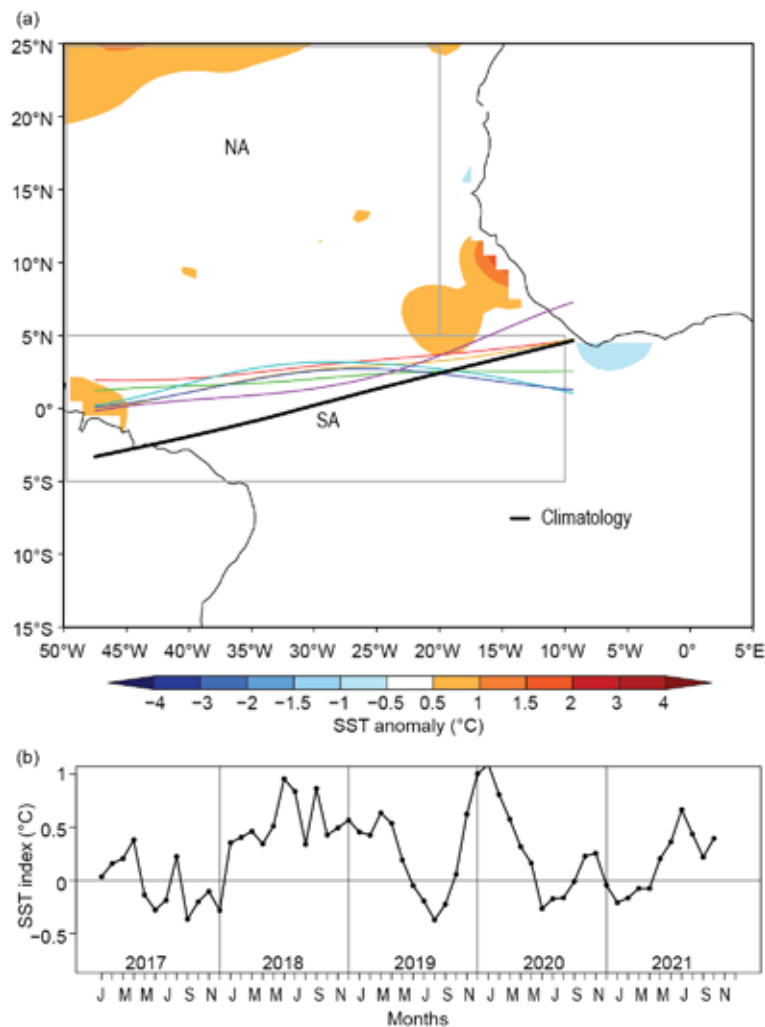 (a)
25°N
20°N
15°N
10°N
5°N
0°
5°S
10°S
15°S
NA
SA
Climatology
50°W 45°W 40°W 35°W 30°W 25°W 20°W 15°W 10°W 5°W 0° 5°E
−4 −3 −2 −1.5 −1 −0.5 0.5 1 1.5 2 3 4
SST anomaly (°C)
(b)
SST index (°C)
1
0.5
0
−0.5
2017 2018 2019 2020 2021
J M M J S N J M M J S N J M M J S N J M M J S N J M M J S N
Months